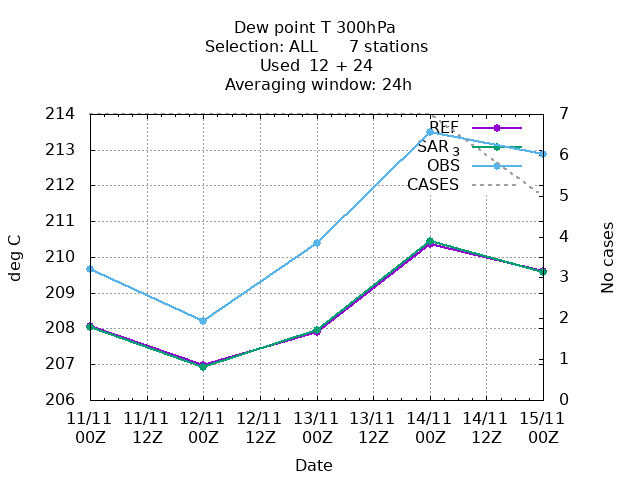 Dew point T 300hPa
Selection: ALL      7 stations
Used  12 + 24
Averaging window: 24h
214
213
212
211
210
209
208
207
206
deg C
7
6
5
4
3
2
1
0
No cases
REF
SAR 3
OBS
CASES
11/11 11/11 12/11 12/11 13/11 13/11 14/11 14/11 15/11
00Z 12Z 00Z 12Z 00Z 12Z 00Z 12Z 00Z
Date